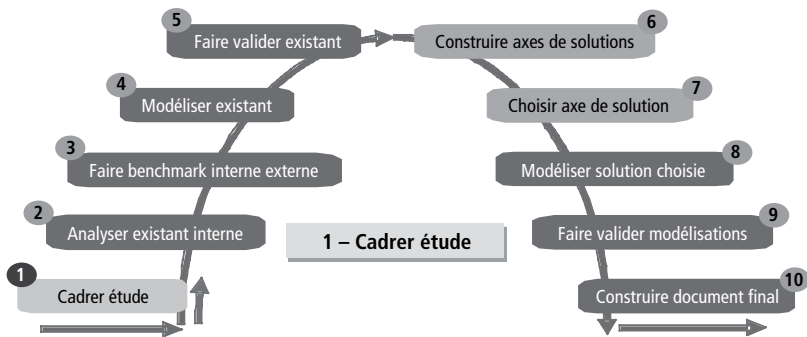 5
Faire valider existant
6
Construire axes de solutions
4
Modéliser existant
7
Choisir axe de solution
3
Faire benchmark interne externe
8
Modéliser solution choisie
2
Analyser existant interne
1 – Cadrer étude
9
Faire valider modélisations
1
Cadrer étude
10
Construire document final